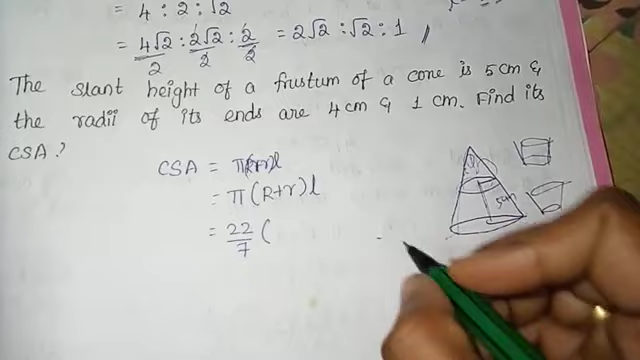 = 4 : 2 : √2
= 4√2/2 : 2√2/2 : 2/2 = 2√2 : √2 : 1 //
The slant height of a frustum of a cone is 5cm &
the radii of its ends are 4cm & 1 cm. Find its
CSA?
CSA =
= π(R+r)l
= 22/7 (
5cm